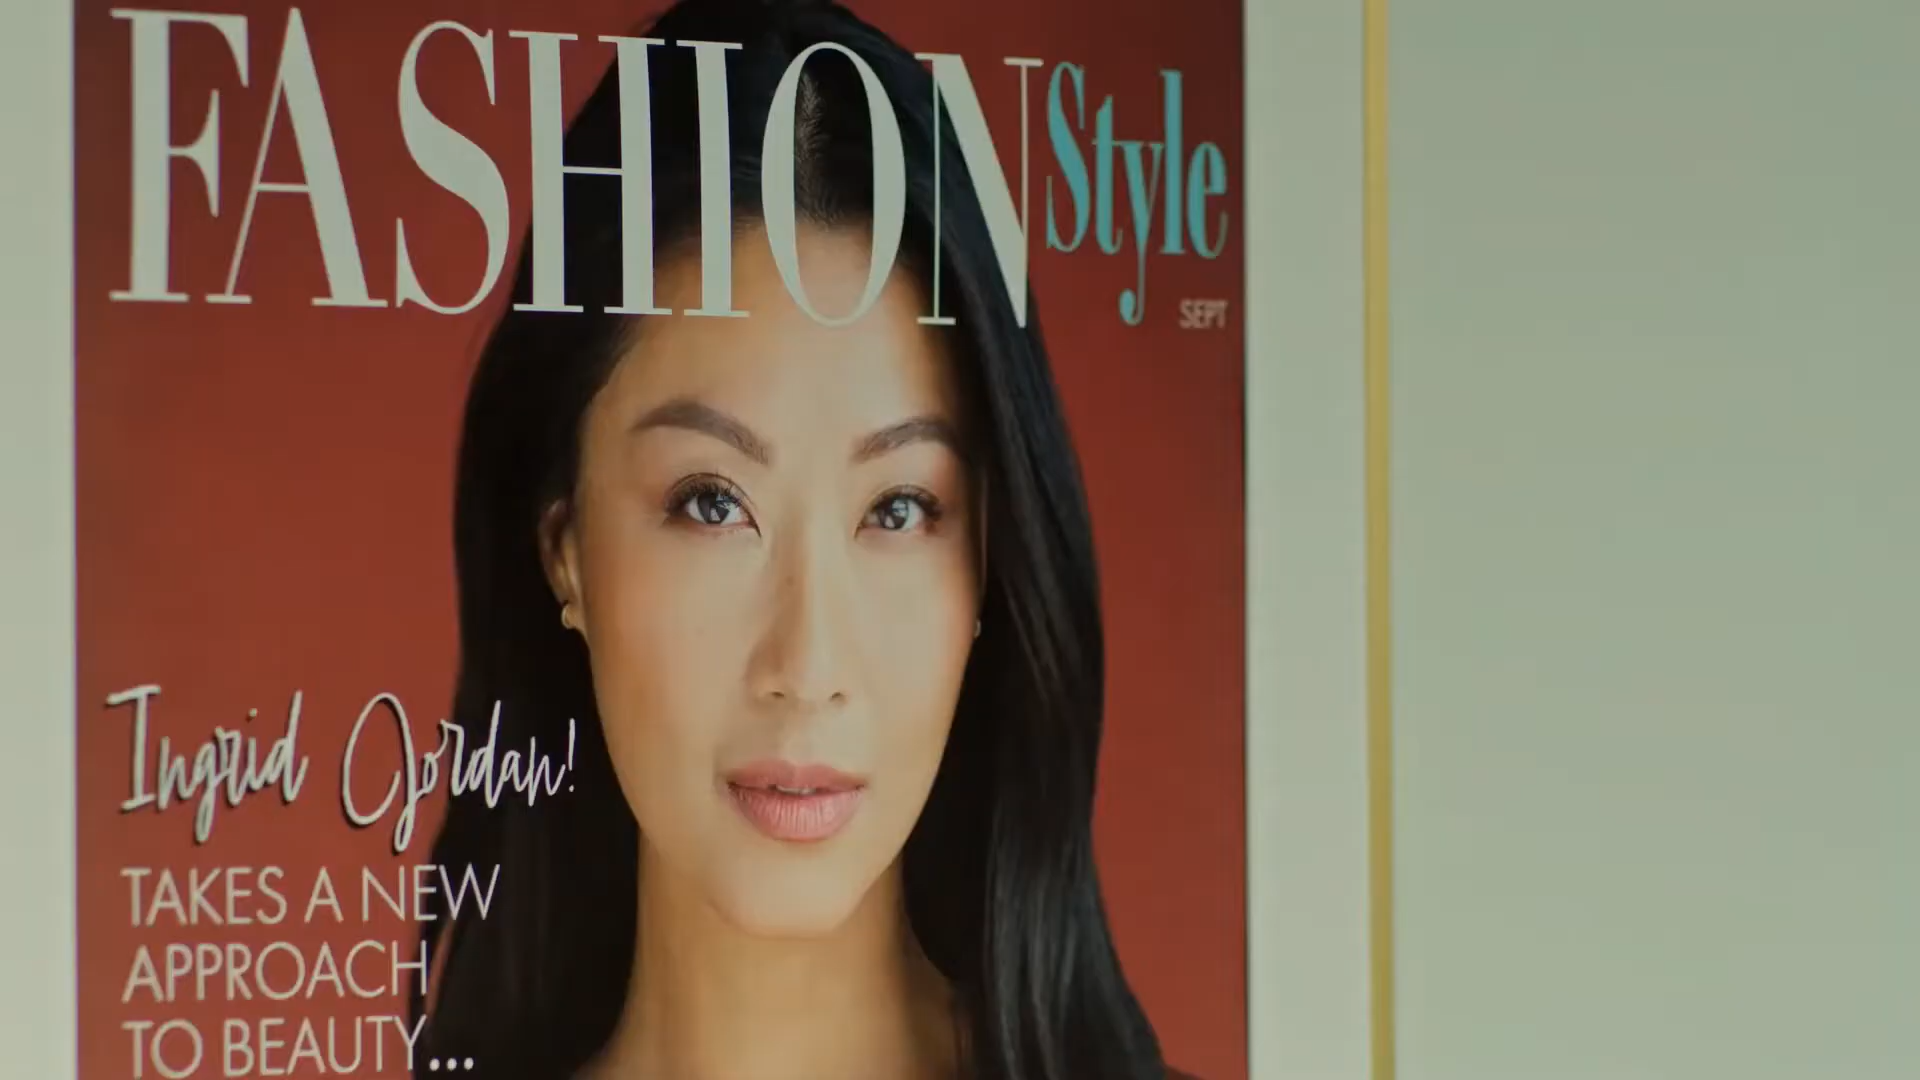 FASHION Style
SEPT
Ingrid Jordan!
TAKES A NEW
APPROACH
TO BEAUTY...